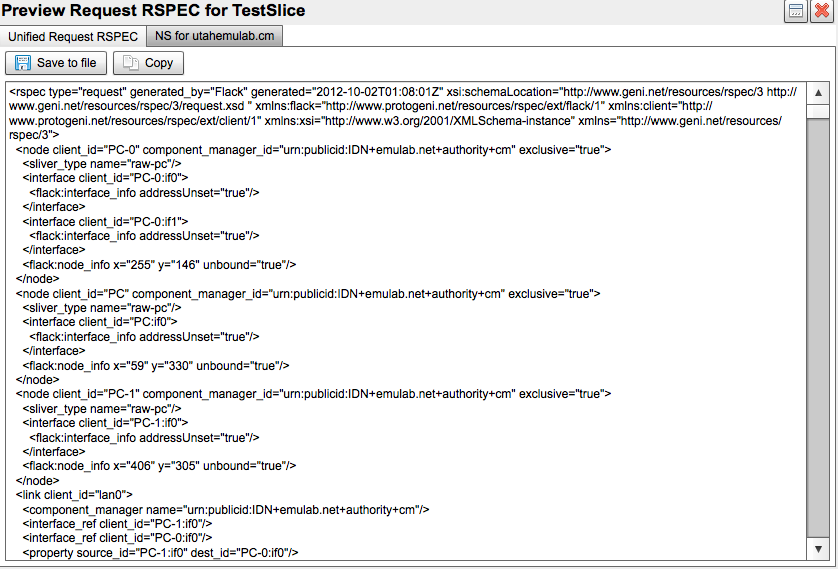 Preview Request RSPEC for TestSlice
Unified Request RSPEC NS for utahemulab.cm
Save to file Copy
<rspec type="request" generated_by="Flack" generated="2012-10-02T01:08:01Z" xsi:schemaLocation="http://www.geni.net/resources/rspec/3 http://
www.geni.net/resources/rspec/3/request.xsd " xmlns:flack="http://www.protogeni.net/resources/rspec/ext/flack/1" xmlns:client="http://
www.protogeni.net/resources/rspec/ext/client/1" xmlns:xsi="http://www.w3.org/2001/XMLSchema-instance" xmlns="http://www.geni.net/resources/
rspec/3">
<node client_id="PC-0" component_manager_id="urn:publicid:IDN+emulab.net+authority+cm" exclusive="true">
<sliver_type name="raw-pc"/>
<interface client_id="PC-0:if0">
<flack:interface_info addressUnset="true"/>
</interface>
<interface client_id="PC-0:if1">
<flack:interface_info addressUnset="true"/>
</interface>
<flack:node_info x="255" y="146" unbound="true"/>
</node>
<node client_id="PC" component_manager_id="urn:publicid:IDN+emulab.net+authority+cm" exclusive="true">
<sliver_type name="raw-pc"/>
<interface client_id="PC:if0">
<flack:interface_info addressUnset="true"/>
</interface>
<flack:node_info x="59" y="330" unbound="true"/>
</node>
<node client_id="PC-1" component_manager_id="urn:publicid:IDN+emulab.net+authority+cm" exclusive="true">
<sliver_type name="raw-pc"/>
<interface client_id="PC-1:if0">
<flack:interface_info addressUnset="true"/>
</interface>
<flack:node_info x="406" y="305" unbound="true"/>
</node>
<link client_id="lan0">
<component_manager name="urn:publicid:IDN+emulab.net+authority+cm"/>
<interface_ref client_id="PC-1:if0"/>
<interface_ref client_id="PC-0:if0"/>
<property source_id="PC-1:if0" dest_id="PC-0:if0"/>